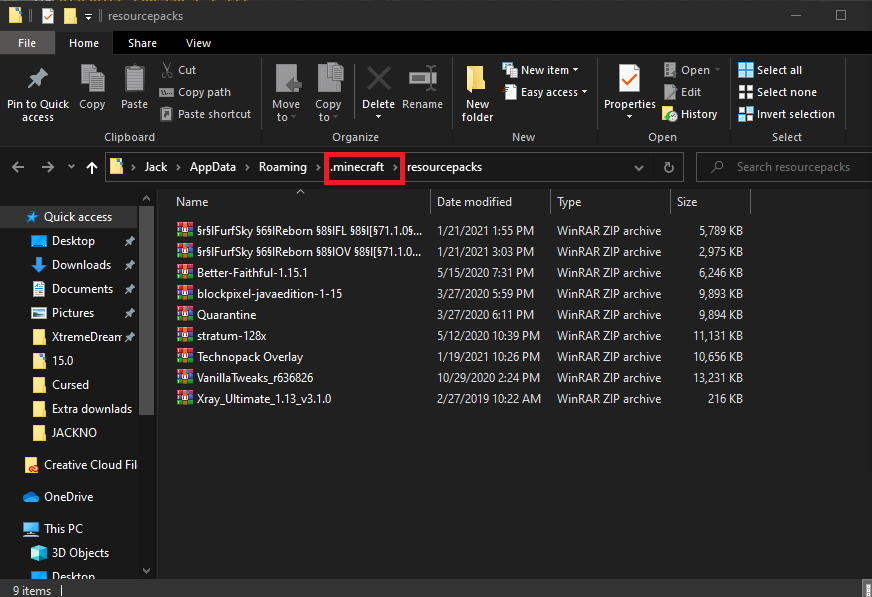 resourcepacks
File Home Share View
Pin to Quick access
Copy
Paste
Cut
Copy path
Paste shortcut
Clipboard
Move to
Copy to
Delete
Rename
Organize
New folder
New item
Easy access
New
Properties
Open
Edit
History
Open
Select all
Select none
Invert selection
Select
Jack > AppData > Roaming > .minecraft > resourcepacks
Search resourcepacks
Name Date modified Type Size
§r§lFurfSky §6§lReborn §8§lFL §8§l[§71.1.0§... 1/21/2021 1:55 PM WinRAR ZIP archive 5,789 KB
§r§lFurfSky §6§lReborn §8§lOV §8§l[§71.1.0... 1/21/2021 3:03 PM WinRAR ZIP archive 2,975 KB
Better-Faithful-1.15.1 5/15/2020 7:31 PM WinRAR ZIP archive 6,246 KB
blockpixel-javaedition-1-15 3/27/2020 5:59 PM WinRAR ZIP archive 9,893 KB
Quarantine 3/27/2020 6:11 PM WinRAR ZIP archive 9,894 KB
stratum-128x 5/12/2020 10:39 PM WinRAR ZIP archive 11,131 KB
Technopack Overlay 1/19/2021 10:26 PM WinRAR ZIP archive 10,656 KB
VanillaTweaks_r636826 10/29/2020 2:24 PM WinRAR ZIP archive 13,231 KB
Xray_Ultimate_1.13_v3.1.0 2/27/2019 10:22 AM WinRAR ZIP archive 216 KB
Quick access
Desktop
Downloads
Documents
Pictures
XtremeDream
15.0
Cursed
Extra downlads
JACKNO
Creative Cloud Fil
OneDrive
This PC
3D Objects
Desktop
9 items